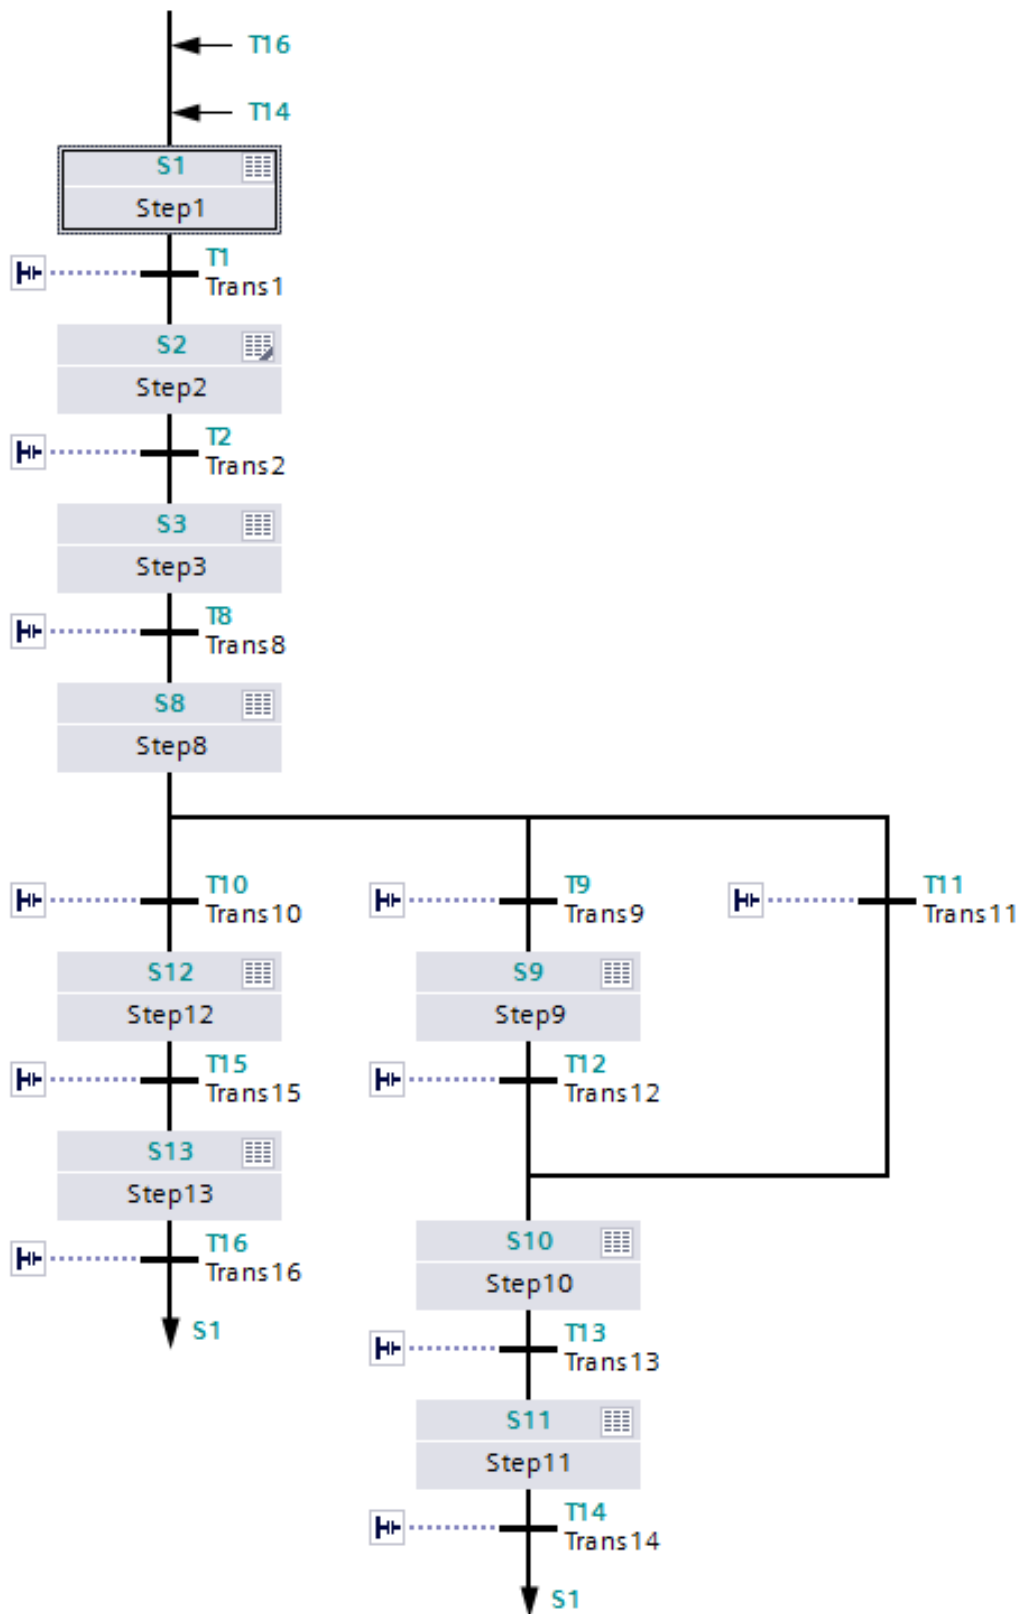 T16
T14
S1
Step1
T1
Trans1
S2
Step2
T2
Trans2
S3
Step3
T8
Trans8
S8
Step8
T10
Trans10
T9
Trans9
T11
Trans11
S12
Step12
S9
Step9
T15
Trans15
T12
Trans12
S13
Step13
T16
Trans16
S1
S10
Step10
T13
Trans13
S11
Step11
T14
Trans14
S1